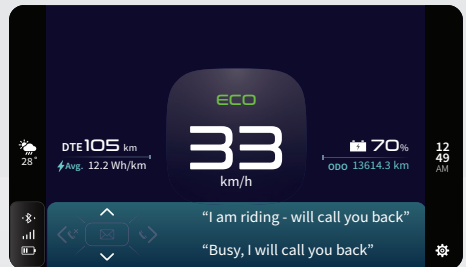 ECO
DTE 105 km
33
70%
12
49
AM
28°
Avg. 12.2 Wh/km
km/h
ODO 13614.3 km
“I am riding - will call you back”
“Busy, I will call you back”